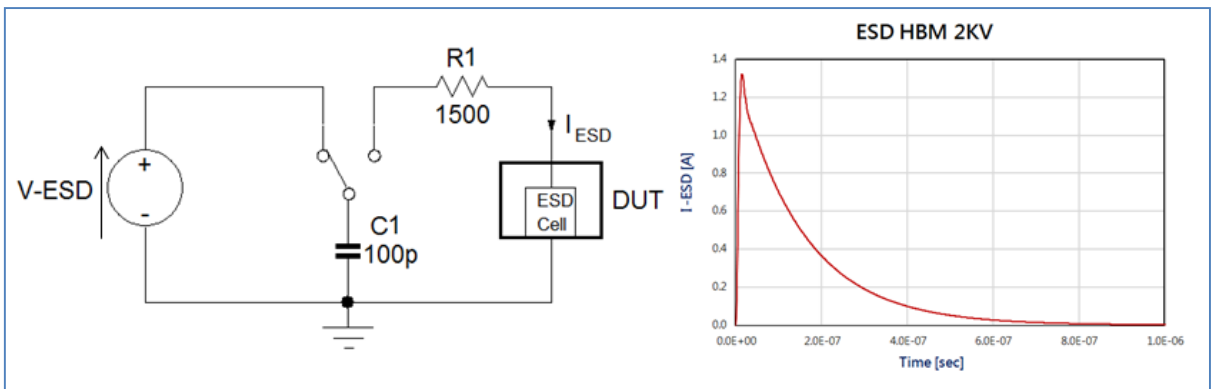 R1
1500
I ESD
V-ESD
+
-
C1
100p
ESD
Cell
DUT
ESD HBM 2KV
I-ESD [A]
1.4
1.2
1.0
0.8
0.6
0.4
0.2
0.0
0.0E+00 2.0E-07 4.0E-07 6.0E-07 8.0E-07 1.0E-06
Time [sec]